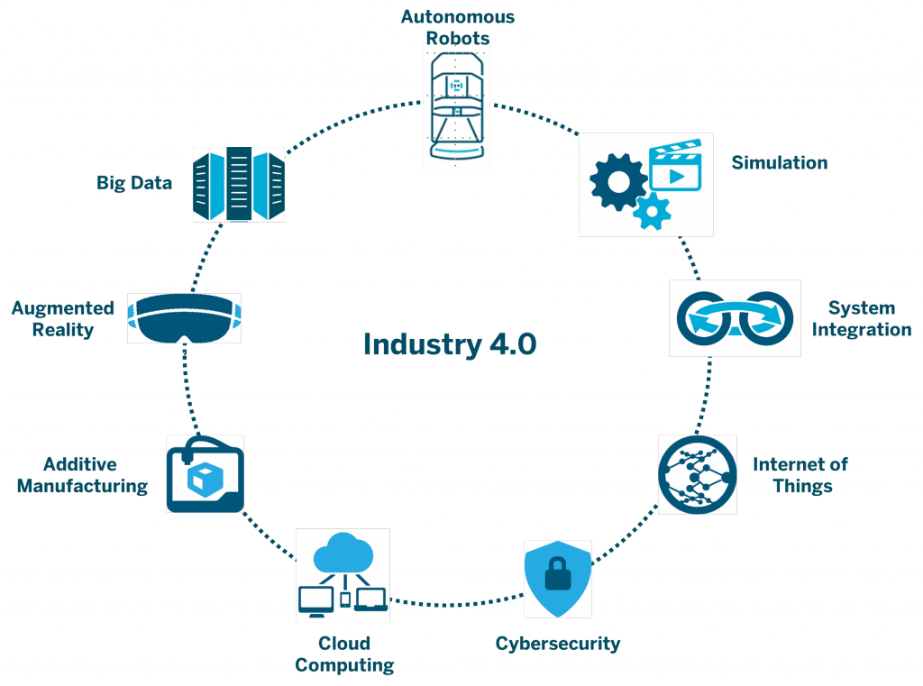 Autonomous
Robots
Simulation
Big Data
System
Integration
Augmented
Reality
Industry 4.0
Internet of
Things
Additive
Manufacturing
Cybersecurity
Cloud
Computing